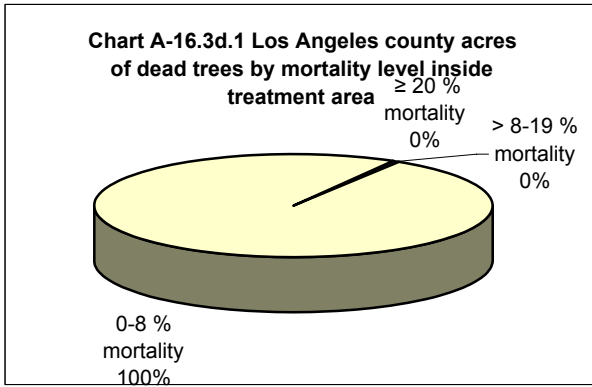 Chart A-16.3d.1 Los Angeles county acres
of dead trees by mortality level inside
treatment area
≥ 20 %
mortality
0%
> 8-19 %
mortality
0%
0-8 %
mortality
100%